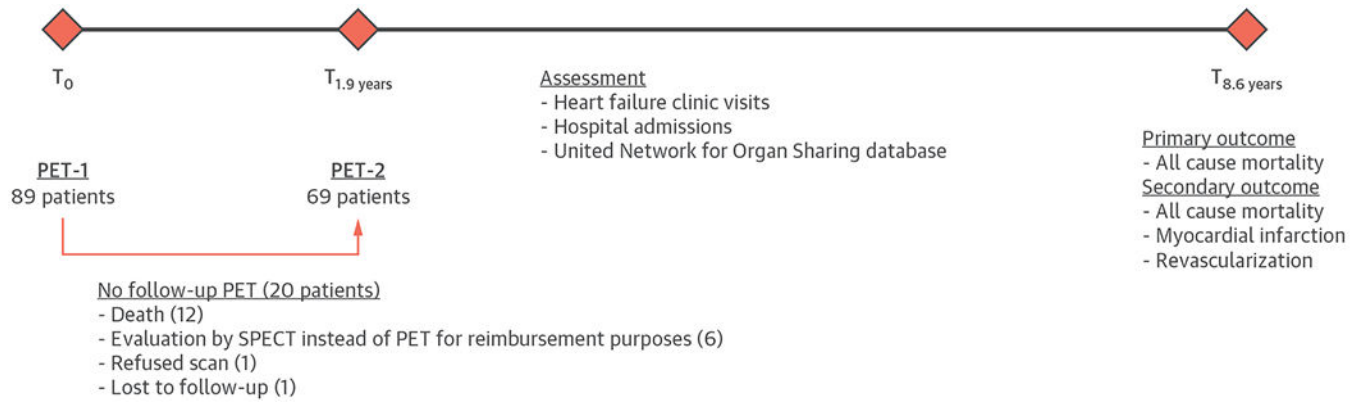 T0
T1.9 years
T8.6 years
Assessment
- Heart failure clinic visits
- Hospital admissions
- United Network for Organ Sharing database
PET-1
89 patients
PET-2
69 patients
Primary outcome
- All cause mortality
Secondary outcome
- All cause mortality
- Myocardial infarction
- Revascularization
No follow-up PET (20 patients)
- Death (12)
- Evaluation by SPECT instead of PET for reimbursement purposes (6)
- Refused scan (1)
- Lost to follow-up (1)